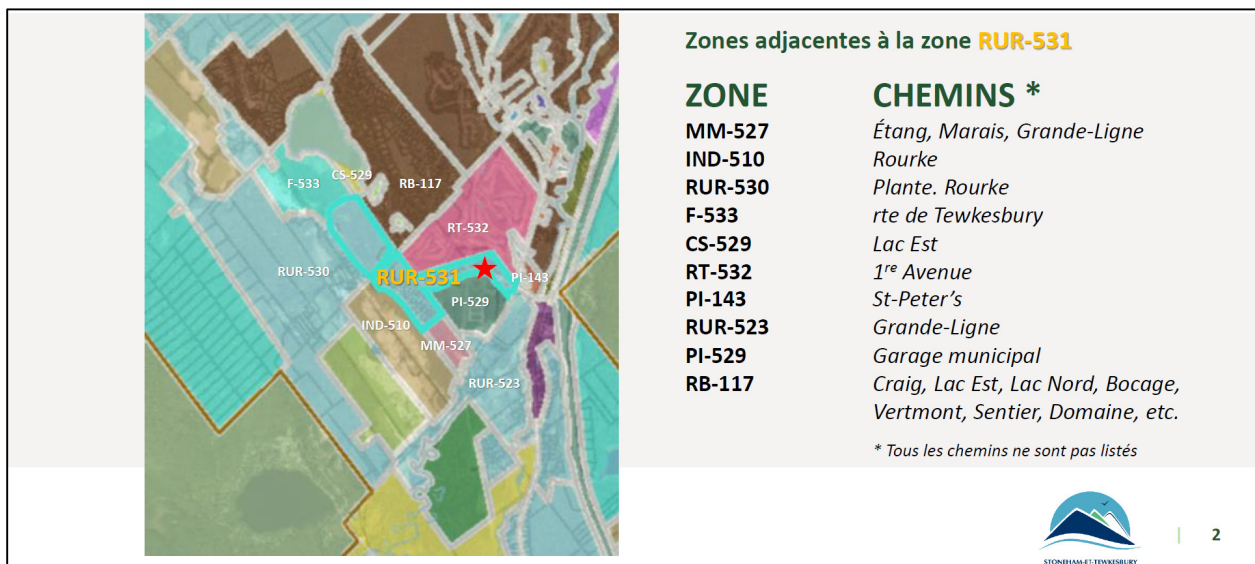 F-533
CS-529
RB-117
RT-532
RUR-530
RUR-531
PI-143
PI-529
IND-510
MM-527
RUR-523
Zones adjacentes à la zone RUR-531
ZONE CHEMINS *
MM-527 Étang, Marais, Grande-Ligne
IND-510 Rourke
RUR-530 Plante. Rourke
F-533 rte de Tewkesbury
CS-529 Lac Est
RT-532 1re Avenue
PI-143 St-Peter’s
RUR-523 Grande-Ligne
PI-529 Garage municipal
RB-117 Craig, Lac Est, Lac Nord, Bocage,
Vertmont, Sentier, Domaine, etc.
* Tous les chemins ne sont pas listés
STONEHAM-ET-TEWKESBURY
| 2